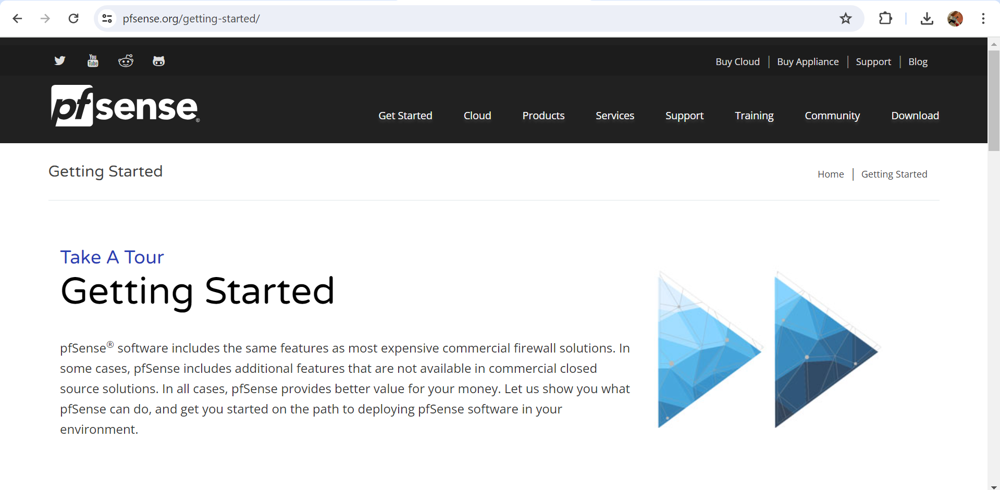 pfsense.org/getting-started/
You
Tube
Buy Cloud
Buy Appliance
Support
Blog
pfsense®
Get Started
Cloud
Products
Services
Support
Training
Community
Download
Getting Started
Home
Getting Started
Take A Tour
Getting Started
pfSense® software includes the same features as most expensive commercial firewall solutions. In
some cases, pfSense includes additional features that are not available in commercial closed
source solutions. In all cases, pfSense provides better value for your money. Let us show you what
pfSense can do, and get you started on the path to deploying pfSense software in your
environment.